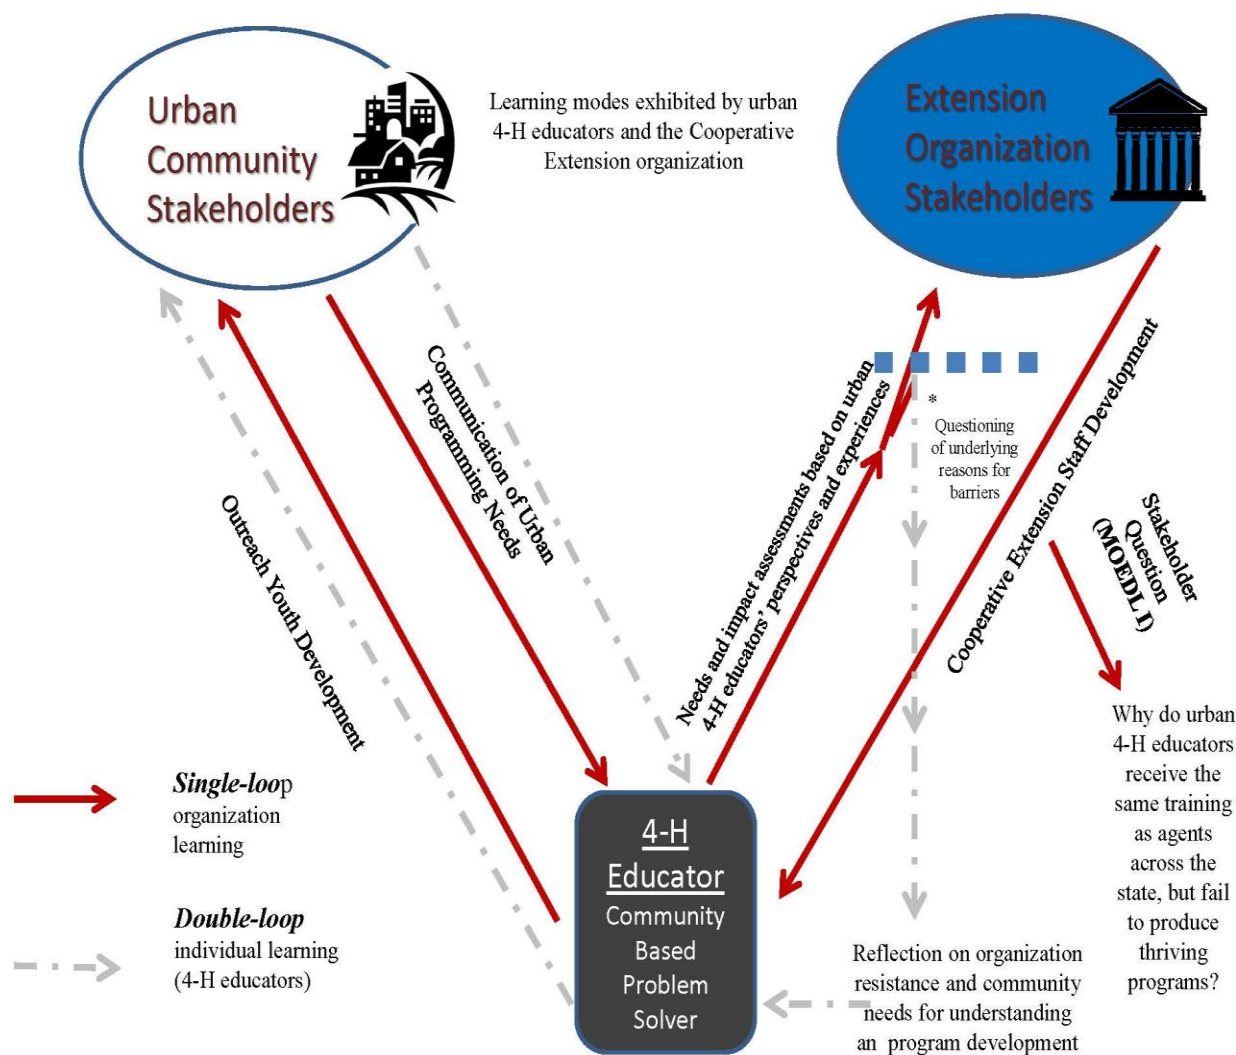 Urban
Community
Stakeholders
Learning modes exhibited by urban
4-H educators and the Cooperative
Extension organization
Extension
Organization
Stakeholders
Communication of Urban
Programming Needs
Outreach Youth Development
Needs and impact assessments based on urban
4-H educators' perspectives and experiences
*
Questioning
of underlying
reasons for
barriers
Cooperative Extension Staff Development
Stakeholder
Question
(MOEDL I)
Why do urban
4-H educators
receive the
same training
as agents
across the
state, but fail
to produce
thriving
programs?
Single-loop
organization
learning
Double-loop
individual learning
(4-H educators)
4-H
Educator
Community
Based
Problem
Solver
Reflection on organization
resistance and community
needs for understanding
an program development